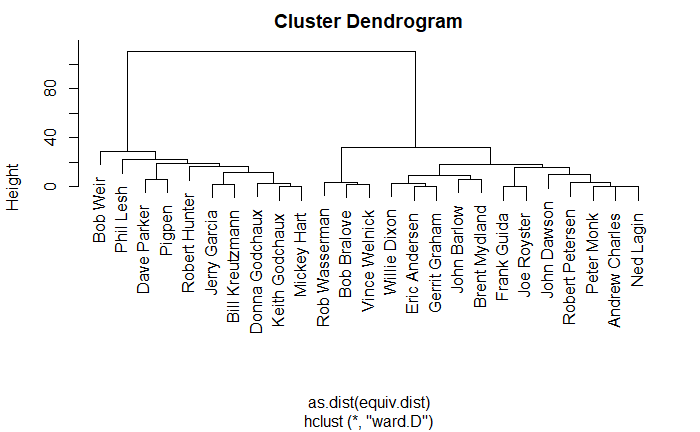 Cluster Dendrogram
Height
0
40
80
Bob Weir
Phil Lesh
Dave Parker
Pigpen
Robert Hunter
Jerry Garcia
Bill Kreutzmann
Donna Godchaux
Keith Godchaux
Mickey Hart
Rob Wasserman
Bob Bralove
Vince Welnick
Willie Dixon
Eric Andersen
Gerrit Graham
John Barlow
Brent Mydland
Frank Guida
Joe Royster
John Dawson
Robert Petersen
Peter Monk
Andrew Charles
Ned Lagin
as.dist(equiv.dist)
hclust (*, "ward.D")